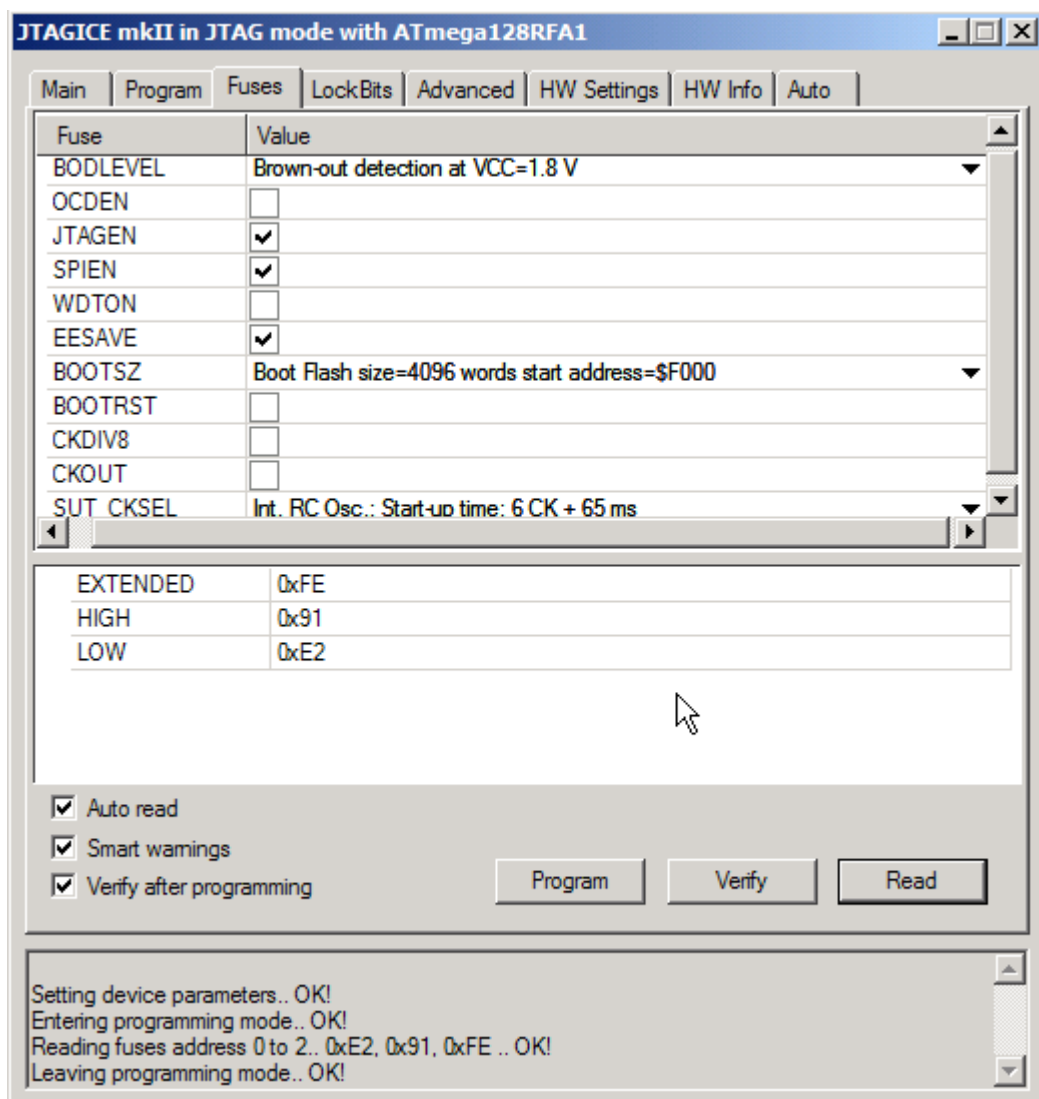 JTAGICE mkII in JTAG mode with ATmega128RFA1
Main Program Fuses LockBits Advanced HW Settings HW Info Auto
Fuse Value
BODLEVEL Brown-out detection at VCC=1.8 V
OCDEN
JTAGEN
SPIEN
WDTON
EESAVE
BOOTSZ Boot Flash size=4096 words start address=$F000
BOOTRST
CKDIV8
CKOUT
SUT_CKSEL Int. RC Osc.: Start-up time: 6 CK + 65 ms
EXTENDED 0xFE
HIGH 0x91
LOW 0xE2
Auto read
Smart warnings
Verify after programming Program Verify Read
Setting device parameters.. OK!
Entering programming mode.. OK!
Reading fuses address 0 to 2.. 0xE2, 0x91, 0xFE .. OK!
Leaving programming mode.. OK!